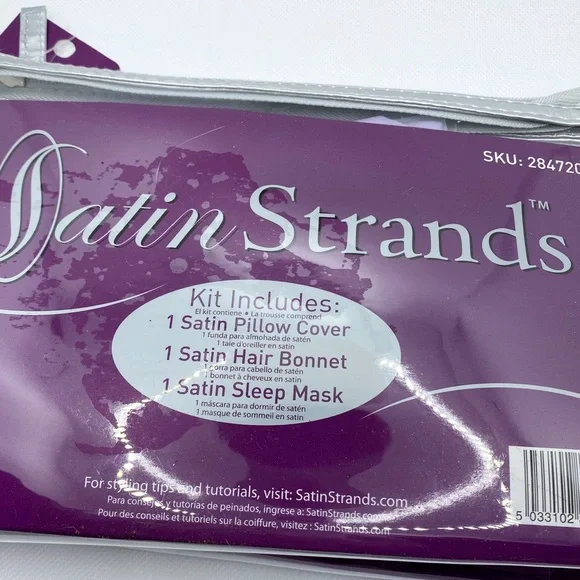 SKU: 284720
Satin Strands™
Kit Includes:
El kit contiene • La trousse comprend
1 Satin Pillow Cover
1 funda para almohada de satén
1 taie d'oreiller en satin
1 Satin Hair Bonnet
para cabello de satén
1 bonnet à cheveux en satin
1 Satin Sleep Mask
1 máscara para dormir de satén
1 masque de sommeil en satin
For styling tips and tutorials, visit: SatinStrands.com
Para consejos y tutorias de peinados, ingrese a: SatinStrands.com
Pour des conseils et tutoriels sur la coiffure, visitez : SatinStrands.com
5 033102